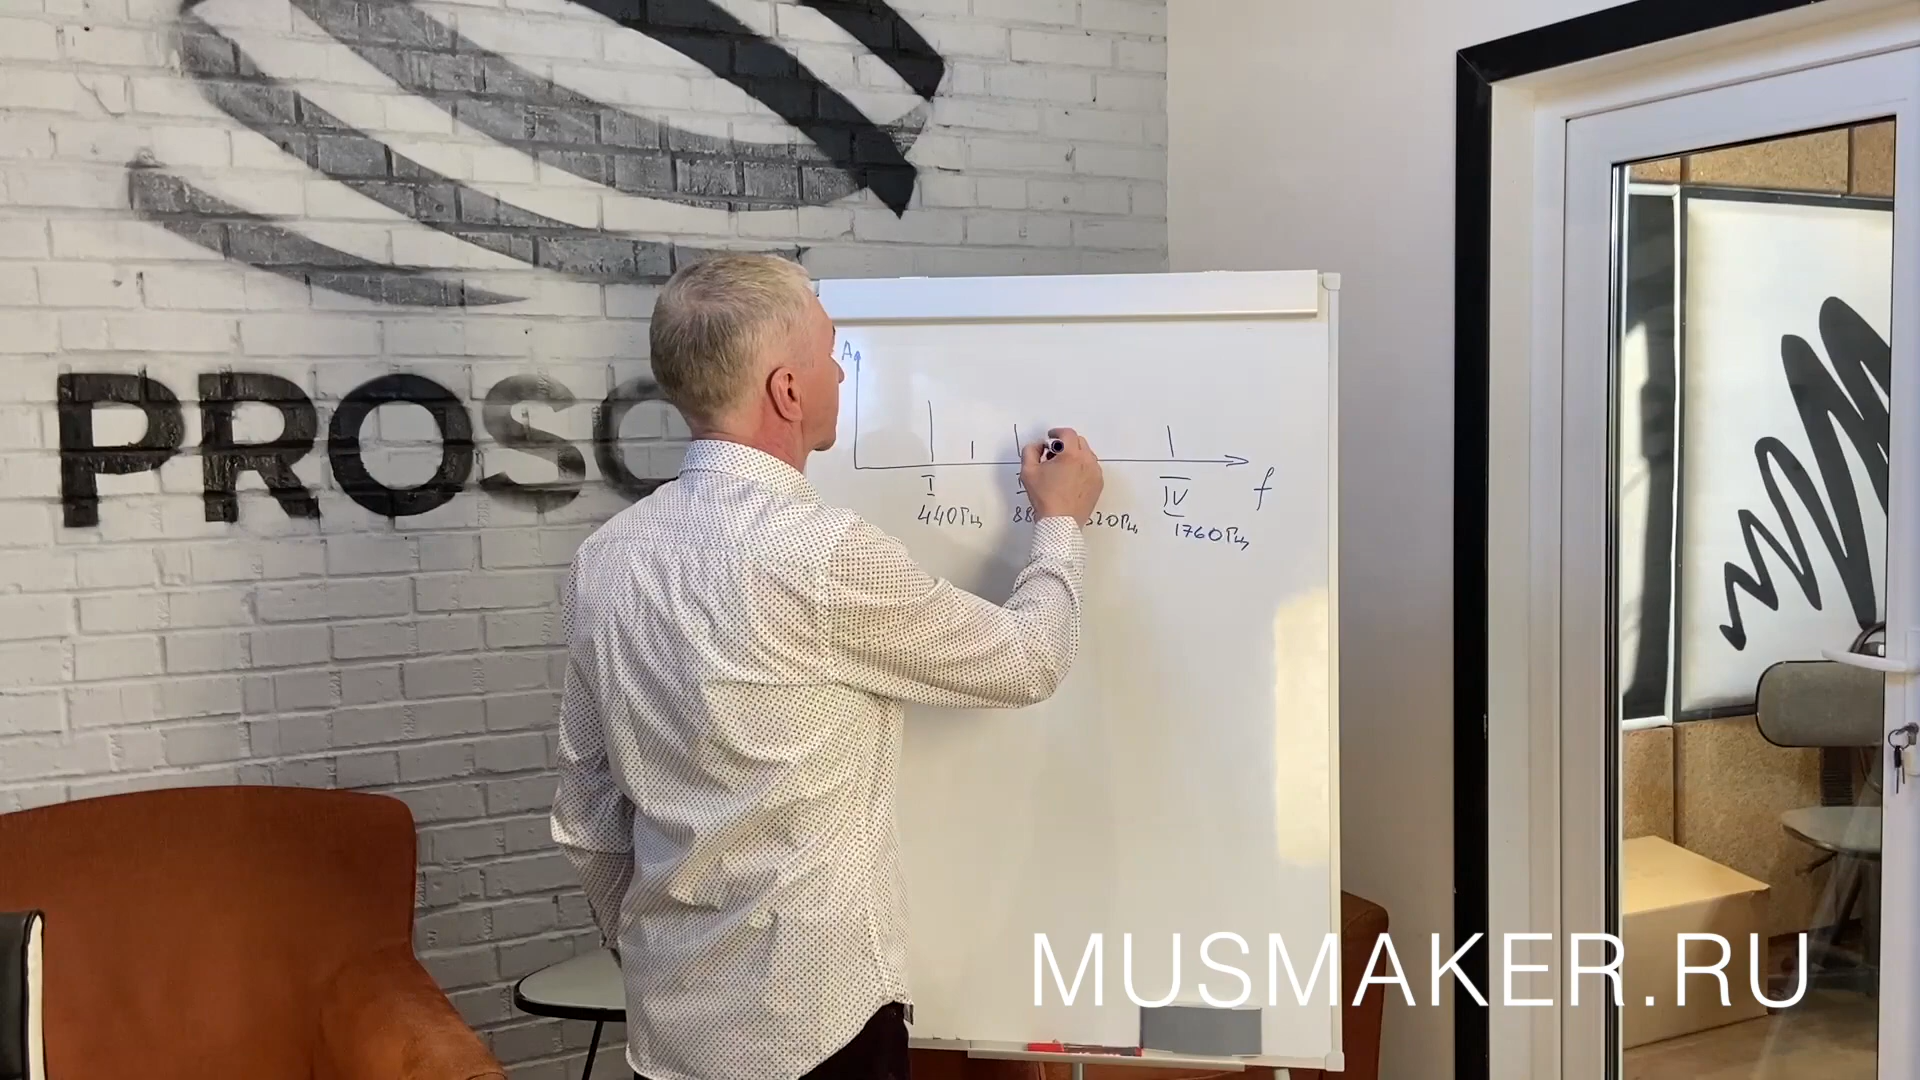 PROSO
A
I
IV
f
440Гц
1760Гц
MUSMAKER.RU